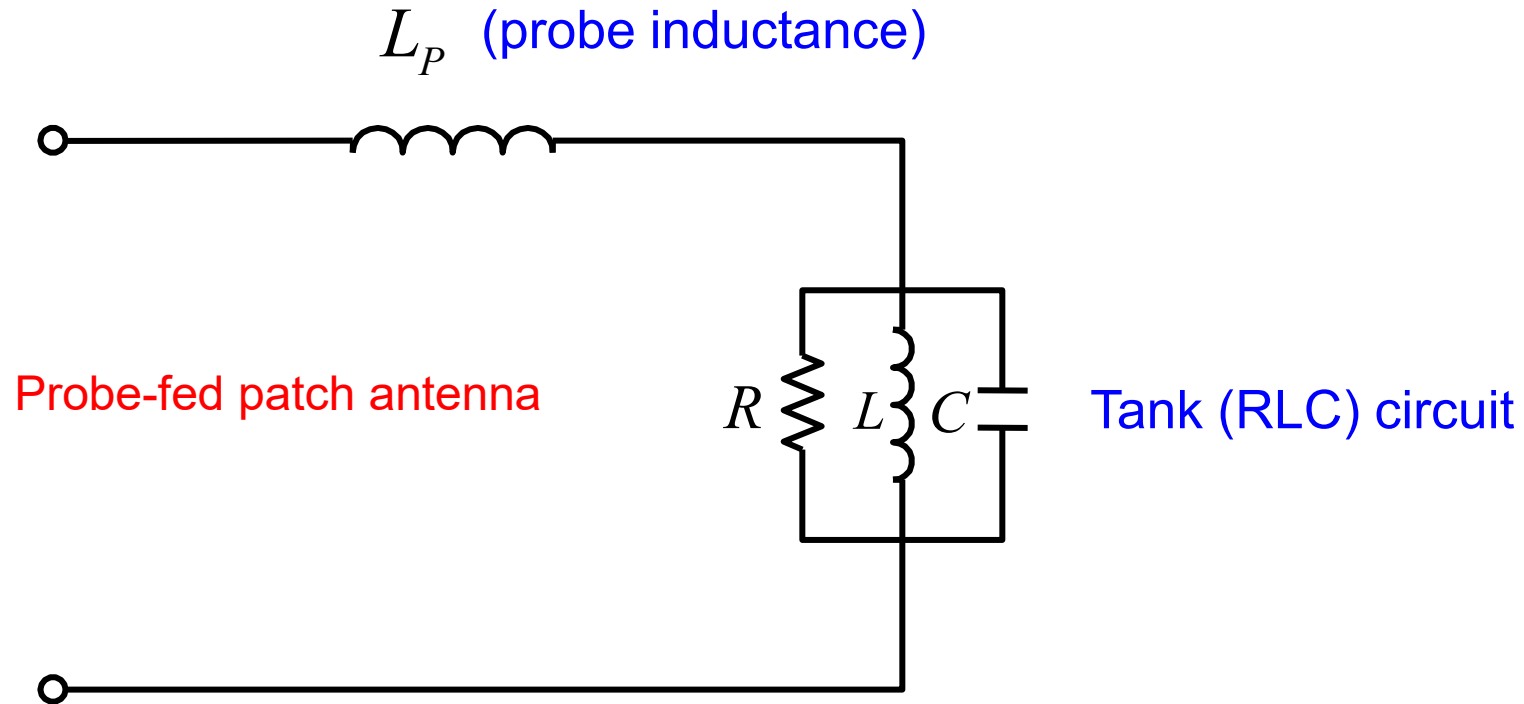 L_P (probe inductance)
Probe-fed patch antenna
R L C Tank (RLC) circuit